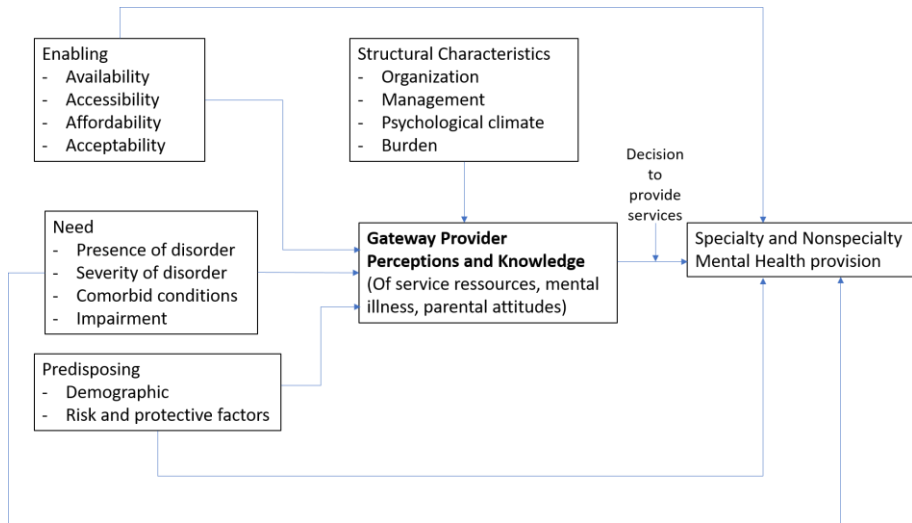 Enabling
- Availability
- Accessibility
- Affordability
- Acceptability
Structural Characteristics
- Organization
- Management
- Psychological climate
- Burden
Decision
to
provide
services
Need
- Presence of disorder
- Severity of disorder
- Comorbid conditions
- Impairment
Gateway Provider
Perceptions and Knowledge
(Of service ressources, mental
illness, parental attitudes)
Specialty and Nonspecialty
Mental Health provision
Predisposing
- Demographic
- Risk and protective factors